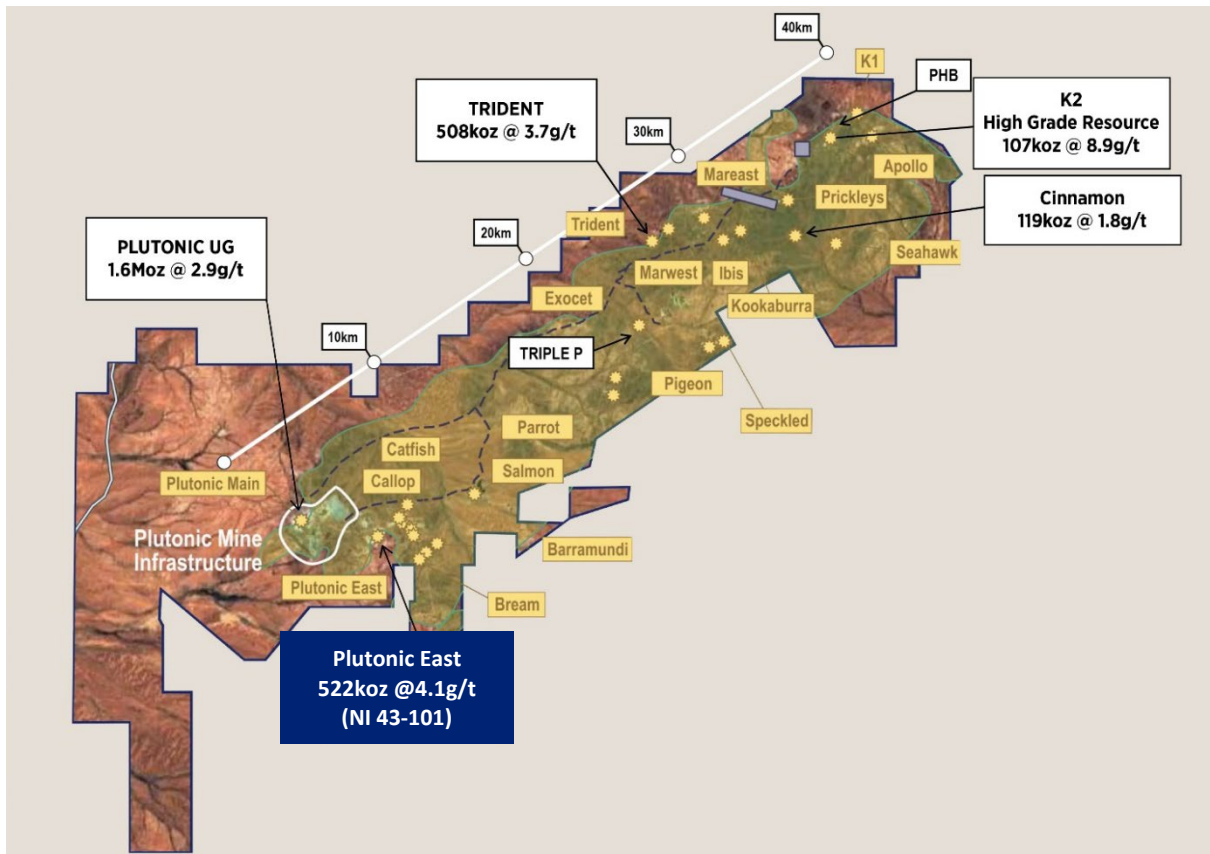 40km
K1
PHB
K2
High Grade Resource
107koz @ 8.9g/t
TRIDENT
508koz @ 3.7g/t
30km
Mareast
Apollo
Prickleys
Cinnamon
119koz @ 1.8g/t
Trident
20km
PLUTONIC UG
1.6Moz @ 2.9g/t
Seahawk
Marwest
Ibis
Exocet
Kookaburra
10km
TRIPLE P
Pigeon
Speckled
Parrot
Catfish
Salmon
Plutonic Main
Callop
Plutonic Mine
Infrastructure
Barramundi
Plutonic East
Bream
Plutonic East
522koz @4.1g/t
(NI 43-101)